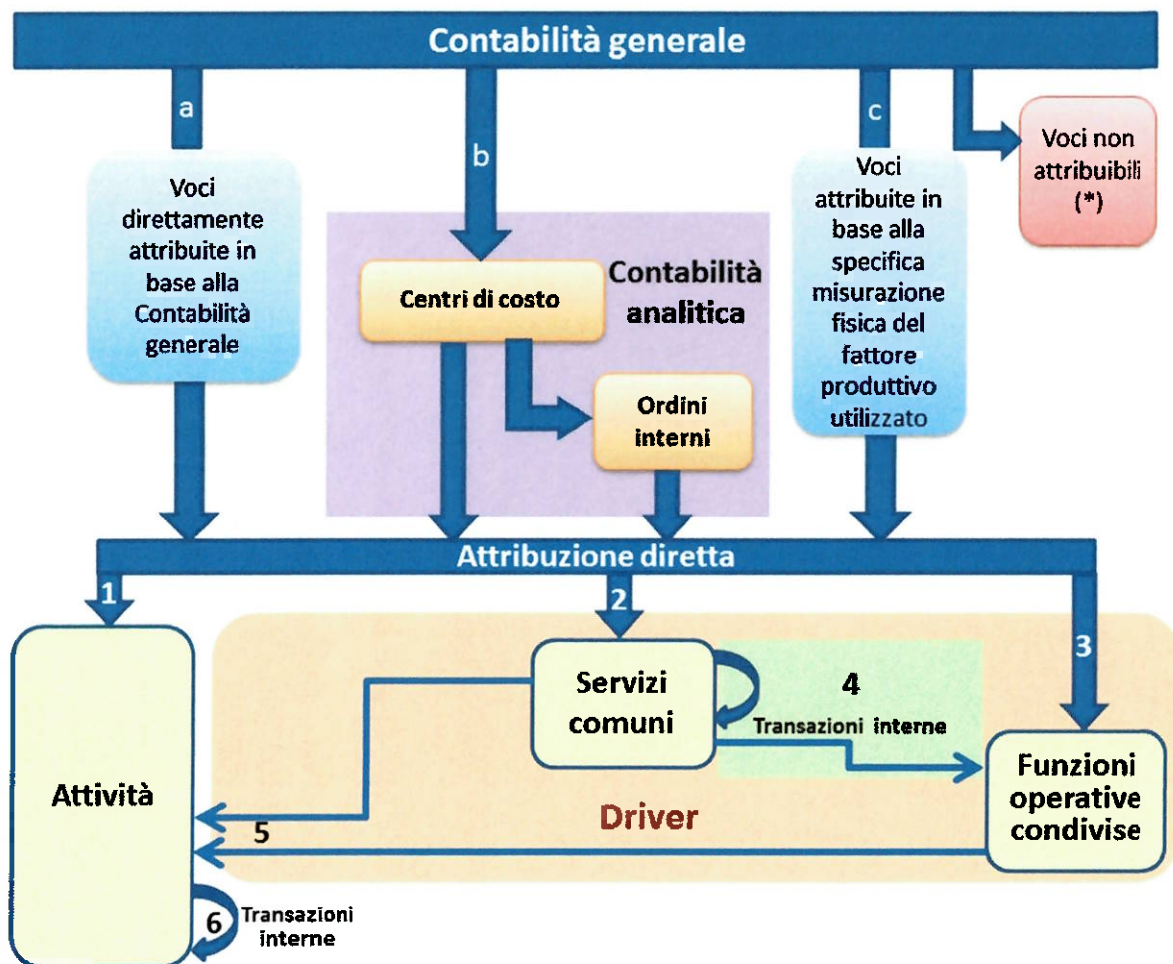 Contabilità generale
a
b
c
Voci
direttamente
attribuite in
base alla
Contabilità
generale
Centri di costo
Contabilità
analitica
Ordini
interni
Voci
attribuite in
base alla
specifica
misurazione
fisica del
fattore
produttivo
utilizzato
Voci non
attribuibili
(*)
Attribuzione diretta
1
2
3
Attività
Servizi
comuni
4
Transazioni interne
Funzioni
operative
condivise
Driver
5
6
Transazioni
interne